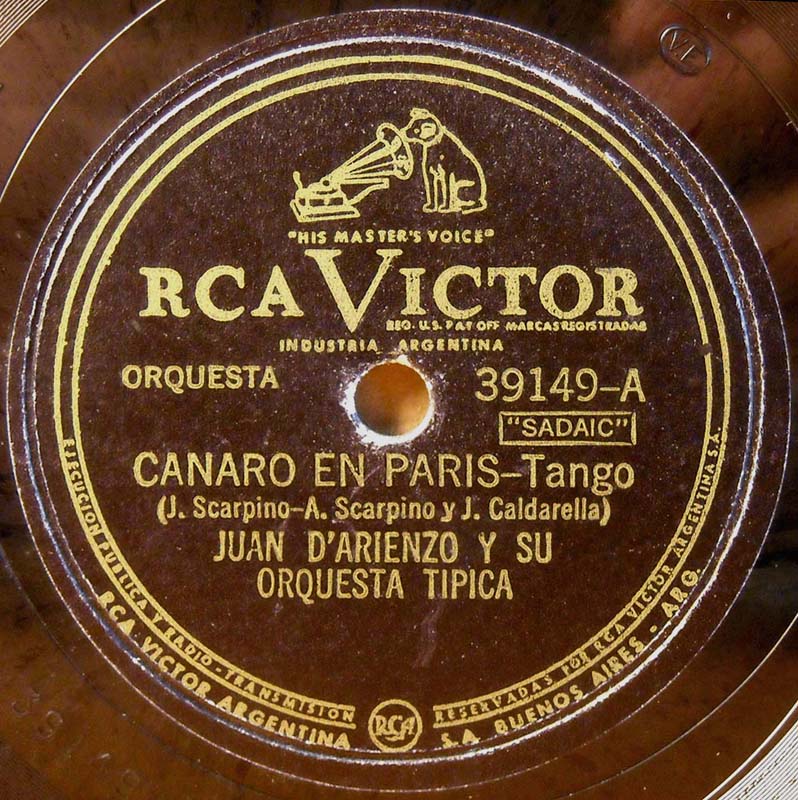 VE
"HIS MASTER'S VOICE"
RCA VICTOR
REG. U.S. PAT OFF MARCAS REGISTRADAS
INDUSTRIA ARGENTINA
ORQUESTA
39149-A
"SADAIC"
CANARO EN PARIS-Tango
(J. Scarpino-A. Scarpino y J. Caldarella)
JUAN D'ARIENZO Y SU
ORQUESTA TIPICA
EJECUCION PUBLICA Y RADIO-TRANSMISION RESERVADAS POR RCA VICTOR ARGENTINA S.A.
RCA VICTOR ARGENTINA S.A. BUENOS AIRES - ARG.
RCA